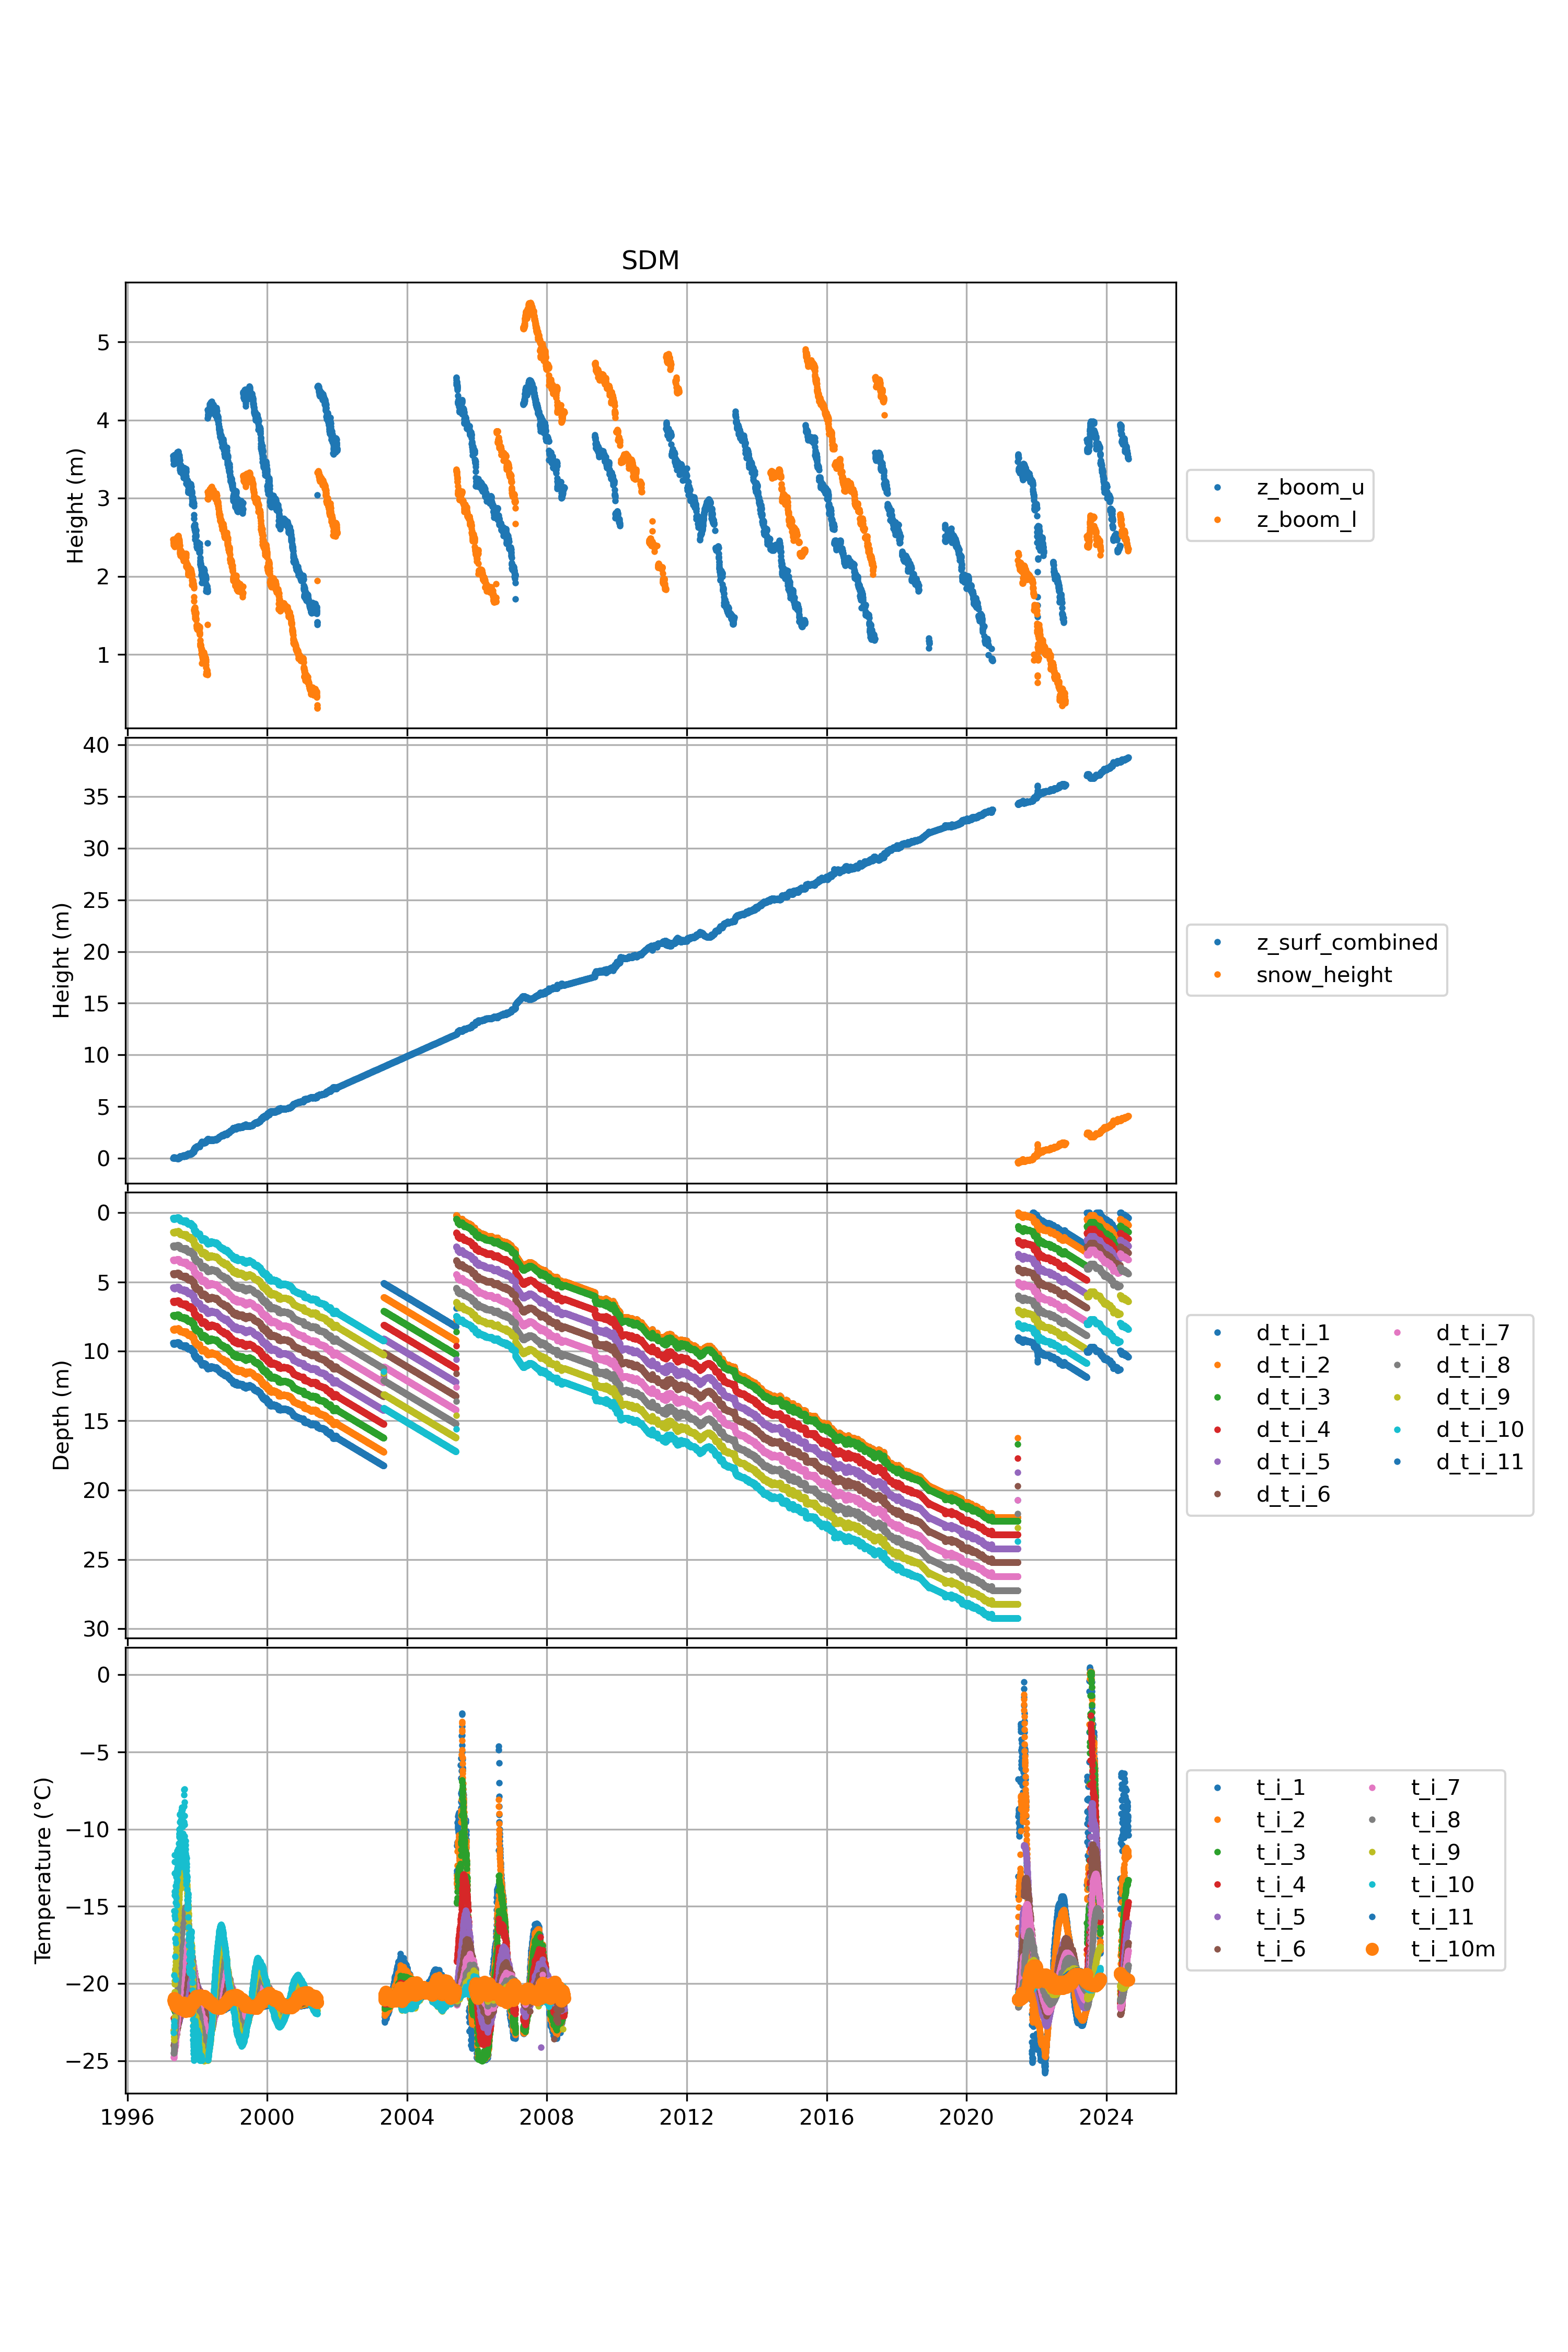 SDM
Height (m)
5
4
3
2
1
z_boom_u
z_boom_l
Height (m)
40
35
30
25
20
15
10
5
0
z_surf_combined
snow_height
Depth (m)
0
5
10
15
20
25
30
d_t_i_1
d_t_i_2
d_t_i_3
d_t_i_4
d_t_i_5
d_t_i_6
d_t_i_7
d_t_i_8
d_t_i_9
d_t_i_10
d_t_i_11
Temperature (°C)
0
−5
−10
−15
−20
−25
t_i_1
t_i_2
t_i_3
t_i_4
t_i_5
t_i_6
t_i_7
t_i_8
t_i_9
t_i_10
t_i_11
t_i_10m
1996 2000 2004 2008 2012 2016 2020 2024